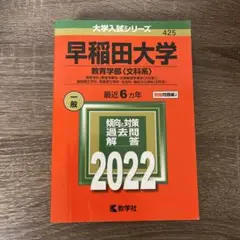 大学入試シリーズ
425
早稲田大学
教育学部〈文科系〉
最近6カ年
一般
傾向と対策
過去問
解答
2022
教学社